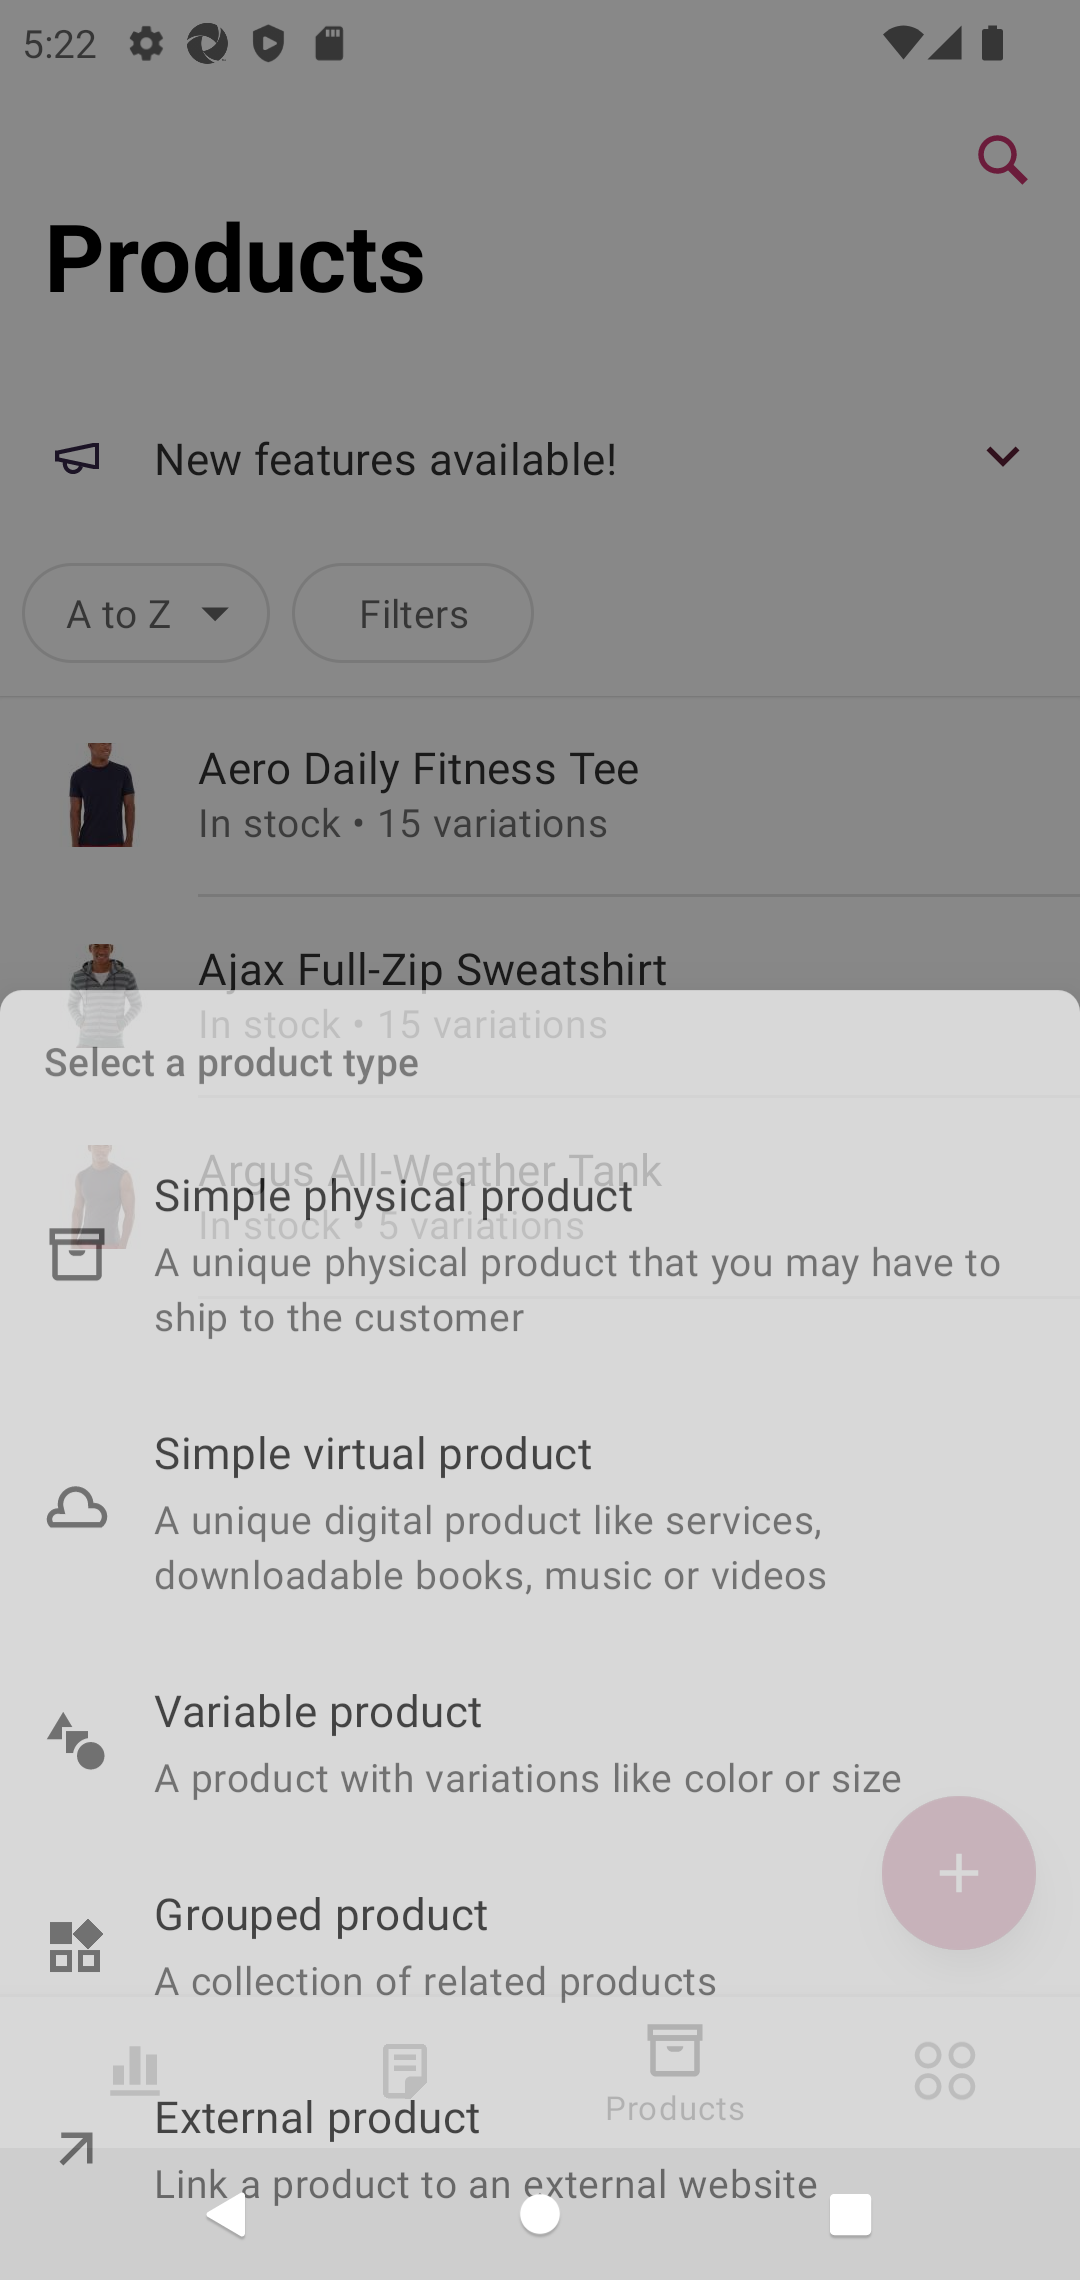 5:22
Products
New features available!
A to Z
Filters
Aero Daily Fitness Tee
In stock • 15 variations
Ajax Full-Zip Sweatshirt
In stock • 15 variations
Select a product type
Argus All-Weather Tank
Simple physical product
In stock • 5 variations
A unique physical product that you may have to
ship to the customer
Simple virtual product
A unique digital product like services,
downloadable books, music or videos
Variable product
A product with variations like color or size
Grouped product
A collection of related products
Products
External product
Link a product to an external website